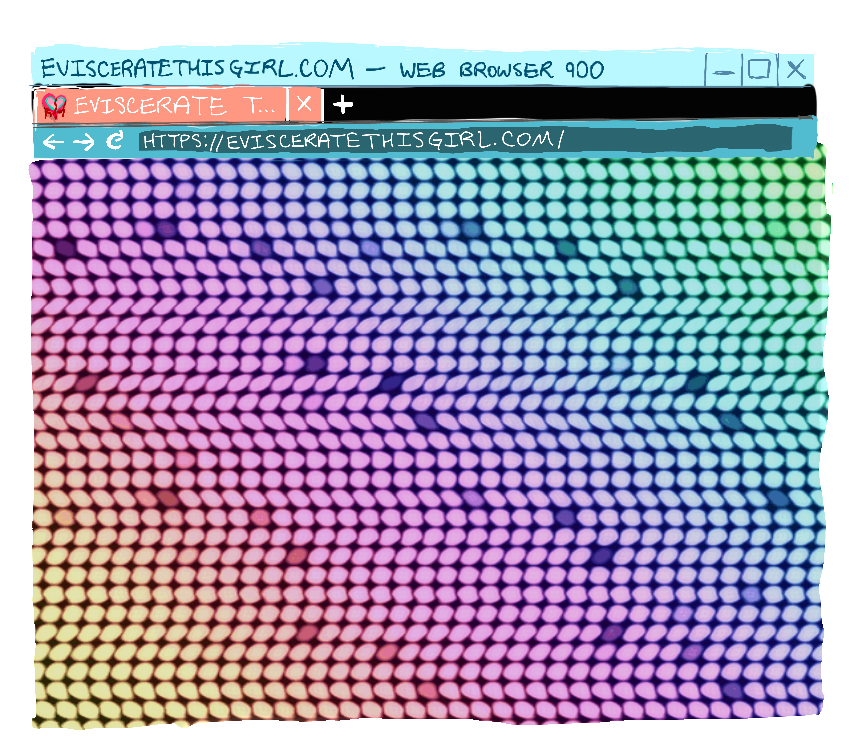 EVISCERATETHISGIRL.COM — WEB BROWSER 900
EVISCERATE T...
HTTPS://EVISCERATETHISGIRL.COM/